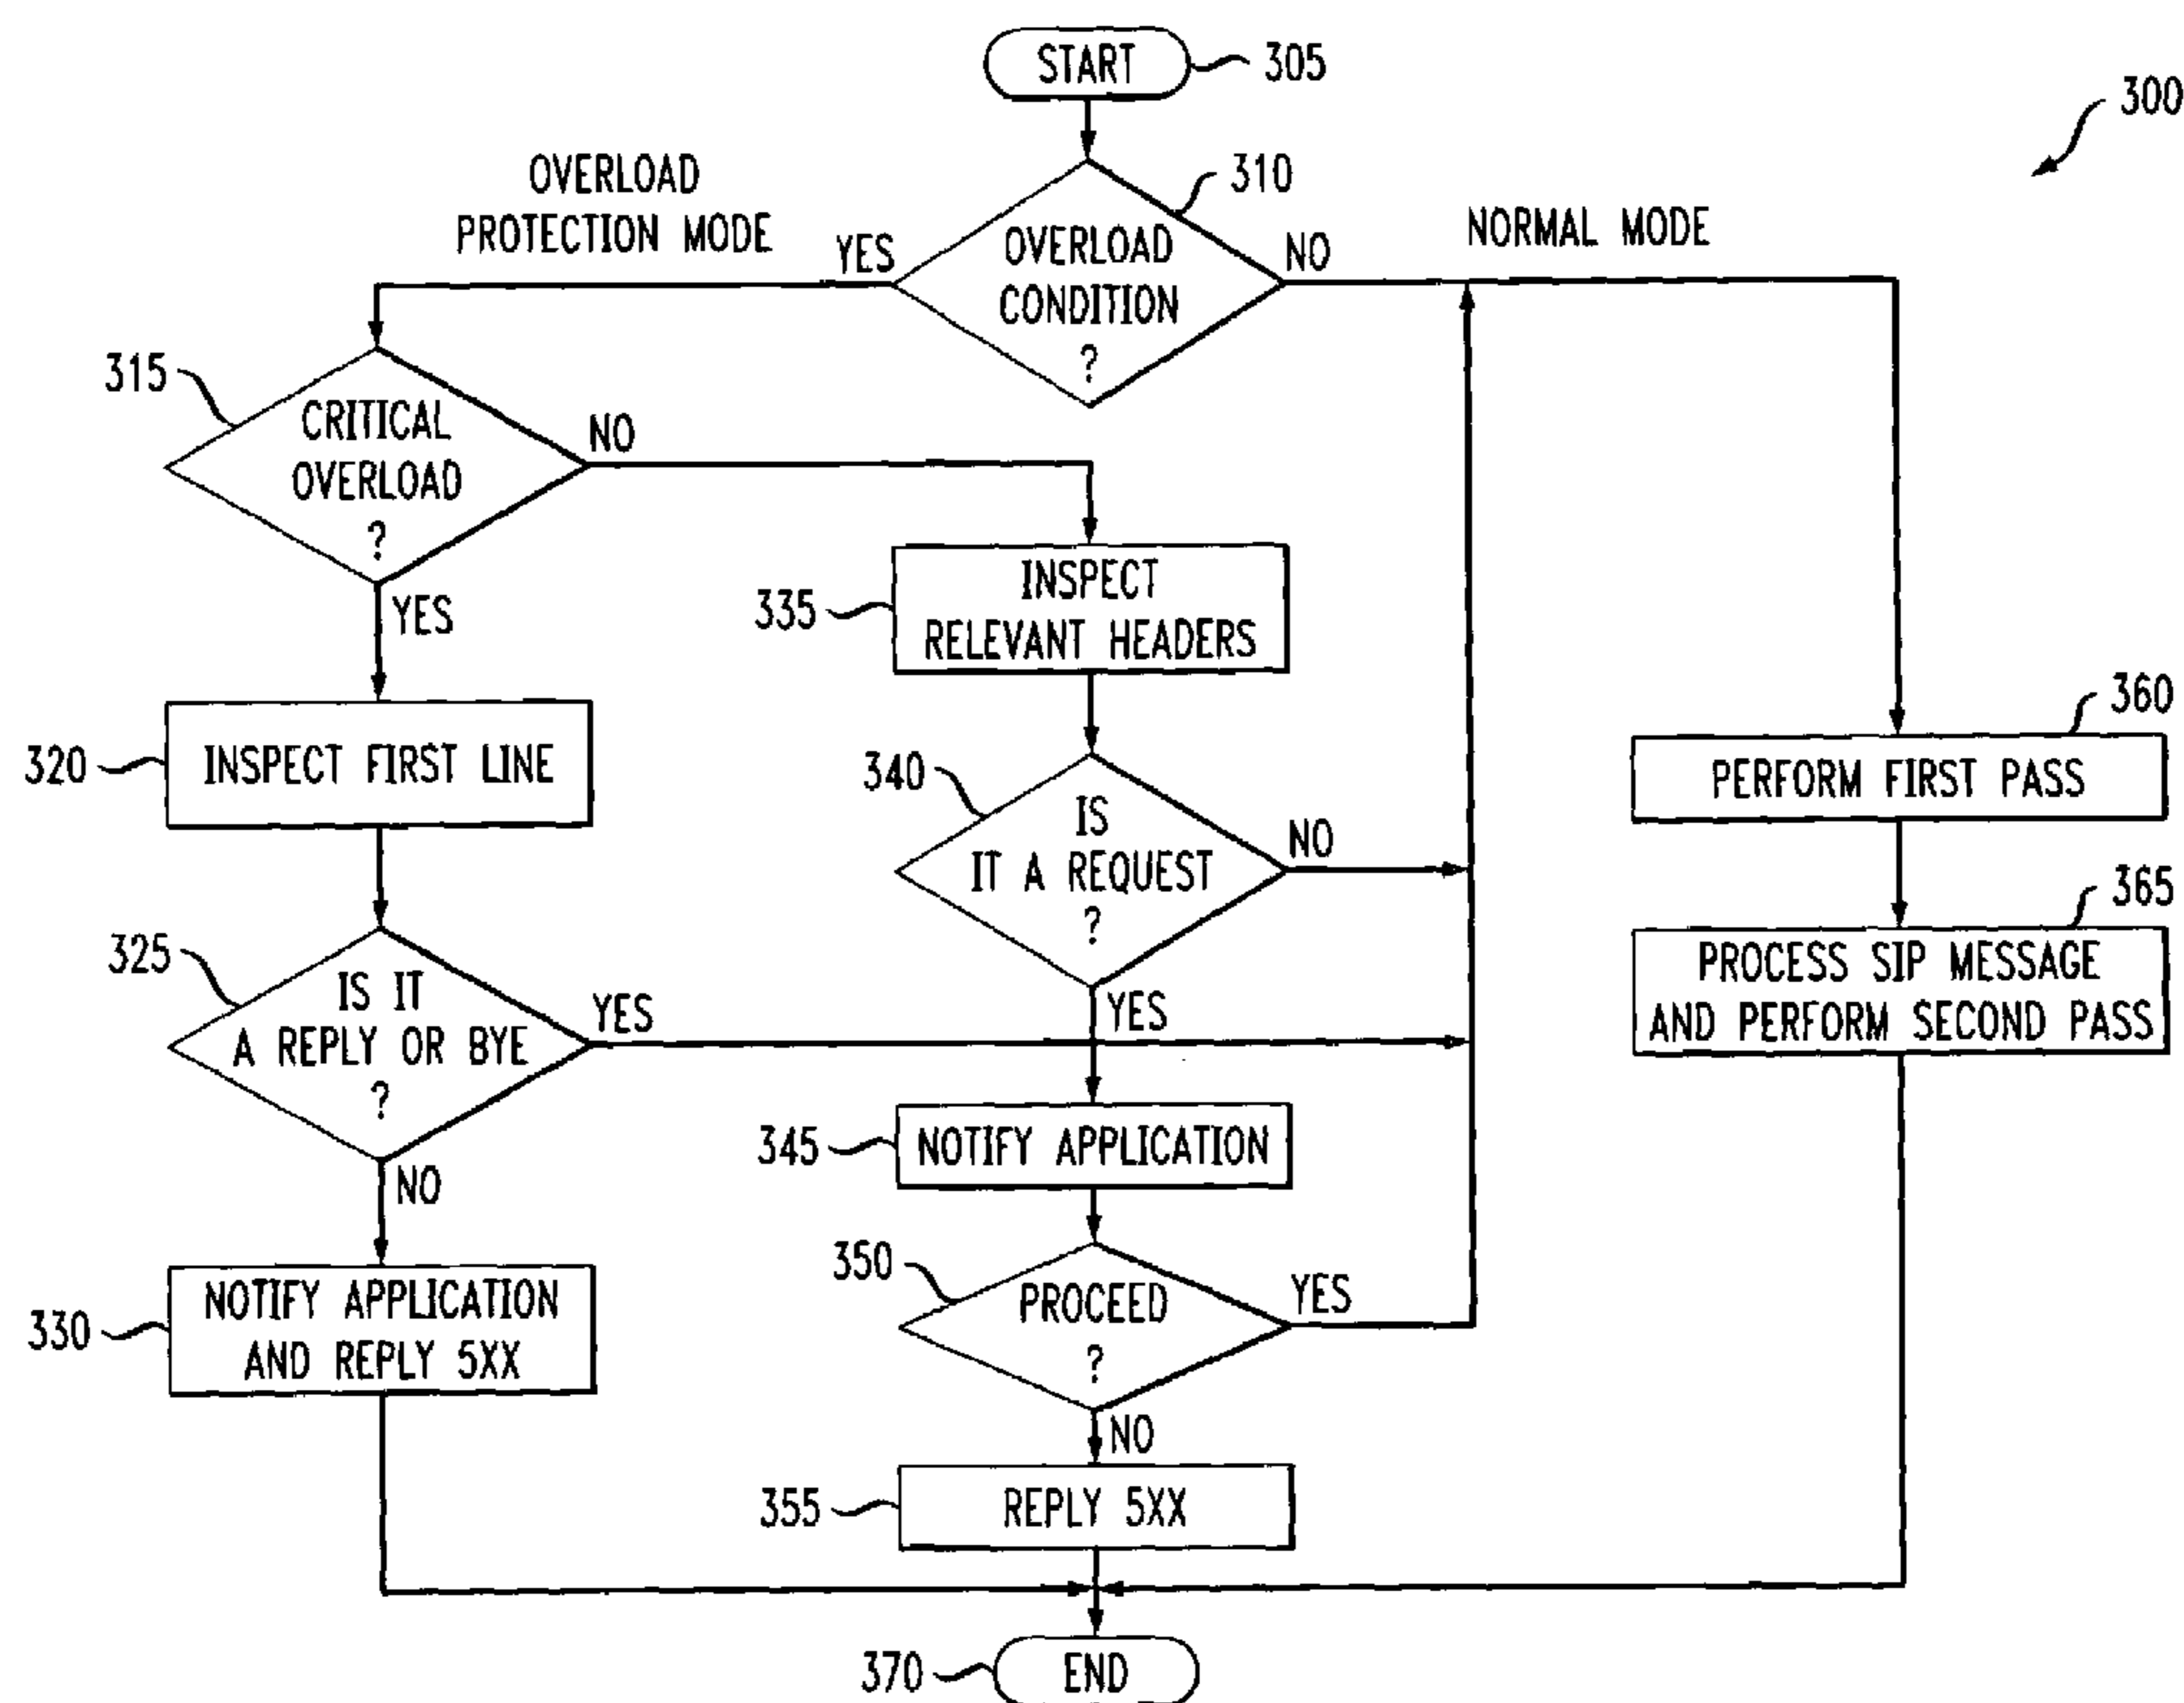 START
305
300
OVERLOAD
PROTECTION MODE
310
NORMAL MODE
YES
OVERLOAD
CONDITION
?
NO
315
CRITICAL
OVERLOAD
?
NO
YES
335
INSPECT
RELEVANT HEADERS
320
INSPECT FIRST LINE
340
IS
IT A REQUEST
?
NO
YES
360
PERFORM FIRST PASS
365
PROCESS SIP MESSAGE
AND PERFORM SECOND PASS
325
IS IT
A REPLY OR BYE
?
YES
NO
345
NOTIFY APPLICATION
330
NOTIFY APPLICATION
AND REPLY 5XX
350
PROCEED
?
YES
NO
355
REPLY 5XX
370
END